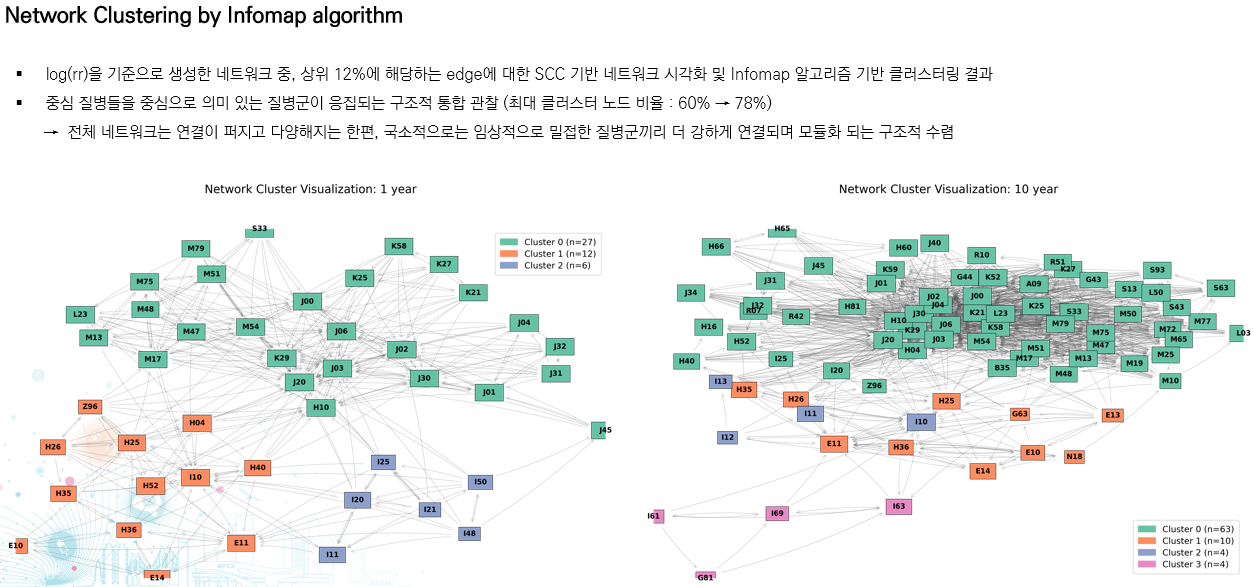 Network Clustering by Infomap algorithm
▪ log(rr)을 기준으로 생성한 네트워크 중, 상위 12%에 해당하는 edge에 대한 SCC 기반 네트워크 시각화 및 Infomap 알고리즘 기반 클러스터링 결과
▪ 중심 질병들을 중심으로 의미 있는 질병군이 응집되는 구조적 통합 관찰 (최대 클러스터 노드 비율 : 60% → 78%)
→ 전체 네트워크는 연결이 퍼지고 다양해지는 한편, 국소적으로는 임상적으로 밀접한 질병군끼리 더 강하게 연결되며 모듈화 되는 구조적 수렴
Network Cluster Visualization: 1 year
S33
M79
K58
Cluster 0 (n=27)
Cluster 1 (n=12)
Cluster 2 (n=6)
K27
M51
K25
M75
K21
J00
M48
L23
J04
M54
M47
J06
M13
J32
J02
K29
M17
J03
J31
J30
J20
J01
H10
Z96
H04
J45
H25
H26
I25
H40
I10
I50
H52
H35
I20
I21
H36
I48
E11
E10
I11
E14
Network Cluster Visualization: 10 year
H65
H66
J40
H60
R10
J45
R51
K27
K59
S93
G44
K52
J31
J01
G43
A09
S63
J34
J02
J00
S13
L50
J32
R07
J04
H81
K25
S43
R42
J30
K21
L23
S33
M50
H10
J06
M79
M77
H16
K29
K58
M75
M72
L03
H52
J20
J03
M54
M47
M65
H04
M51
M25
H40
I25
M17
M13
M19
I20
B35
M48
M10
I13
H35
Z96
H26
H25
I11
G63
E13
I10
I12
E11
H36
E10
N18
E14
I63
I61
I69
G81
Cluster 0 (n=63)
Cluster 1 (n=10)
Cluster 2 (n=4)
Cluster 3 (n=4)